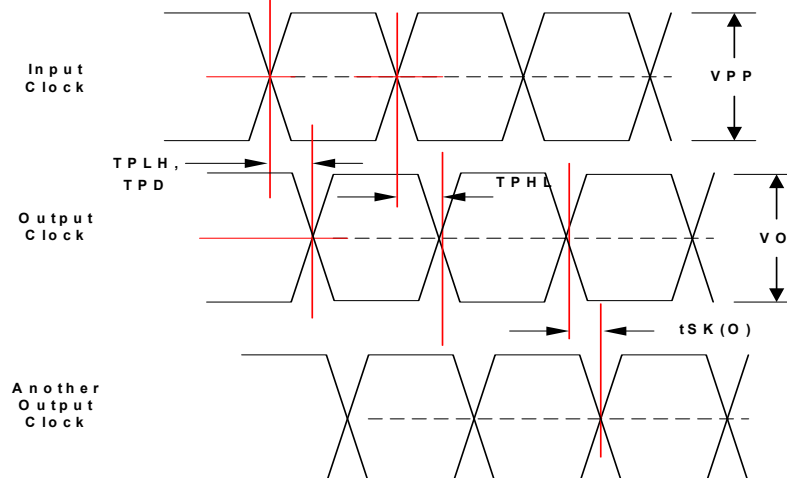 Input
Clock
VPP
TPLH,
TPD
TPHL
Output
Clock
VO
tSK(O)
Another
Output
Clock